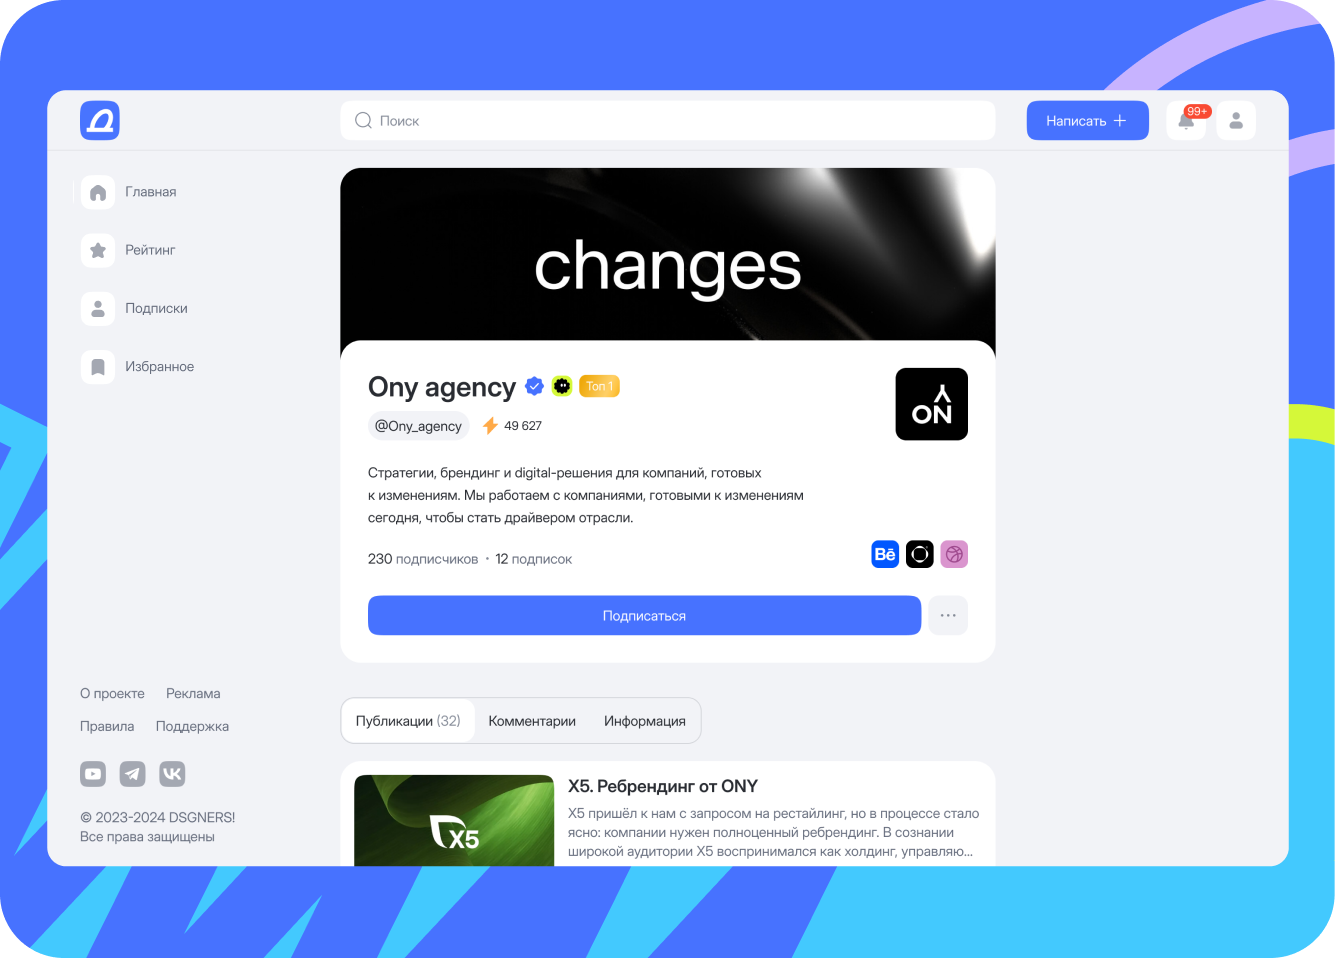 Поиск
Написать
99+
Главная
Рейтинг
Подписки
Избранное
changes
Ony agency
Топ 1
@Ony_agency
49 627
ON
Стратегии, брендинг и digital-решения для компаний, готовых
к изменениям. Мы работаем с компаниями, готовыми к изменениям
сегодня, чтобы стать драйвером отрасли.
230 подписчиков · 12 подписок
Bē
Подписаться
Публикации (32)
Комментарии
Информация
X5
X5. Ребрендинг от ONY
X5 пришёл к нам с запросом на рестайлинг, но в процессе стало
ясно: компании нужен полноценный ребрендинг. В сознании
широкой аудитории X5 воспринимался как холдинг, управляю...
О проекте
Реклама
Правила
Поддержка
© 2023-2024 DSGNERS!
Все права защищены